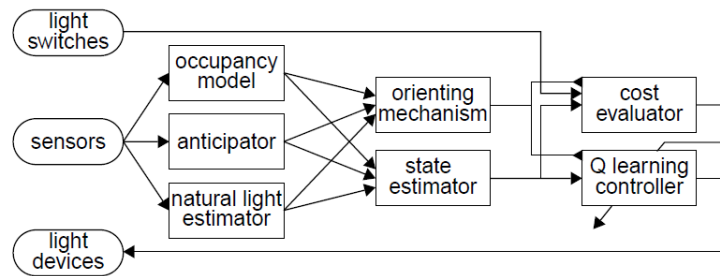 light
switches
occupancy
model
orienting
mechanism
cost
evaluator
sensors
anticipator
state
estimator
Q learning
controller
natural light
estimator
light
devices